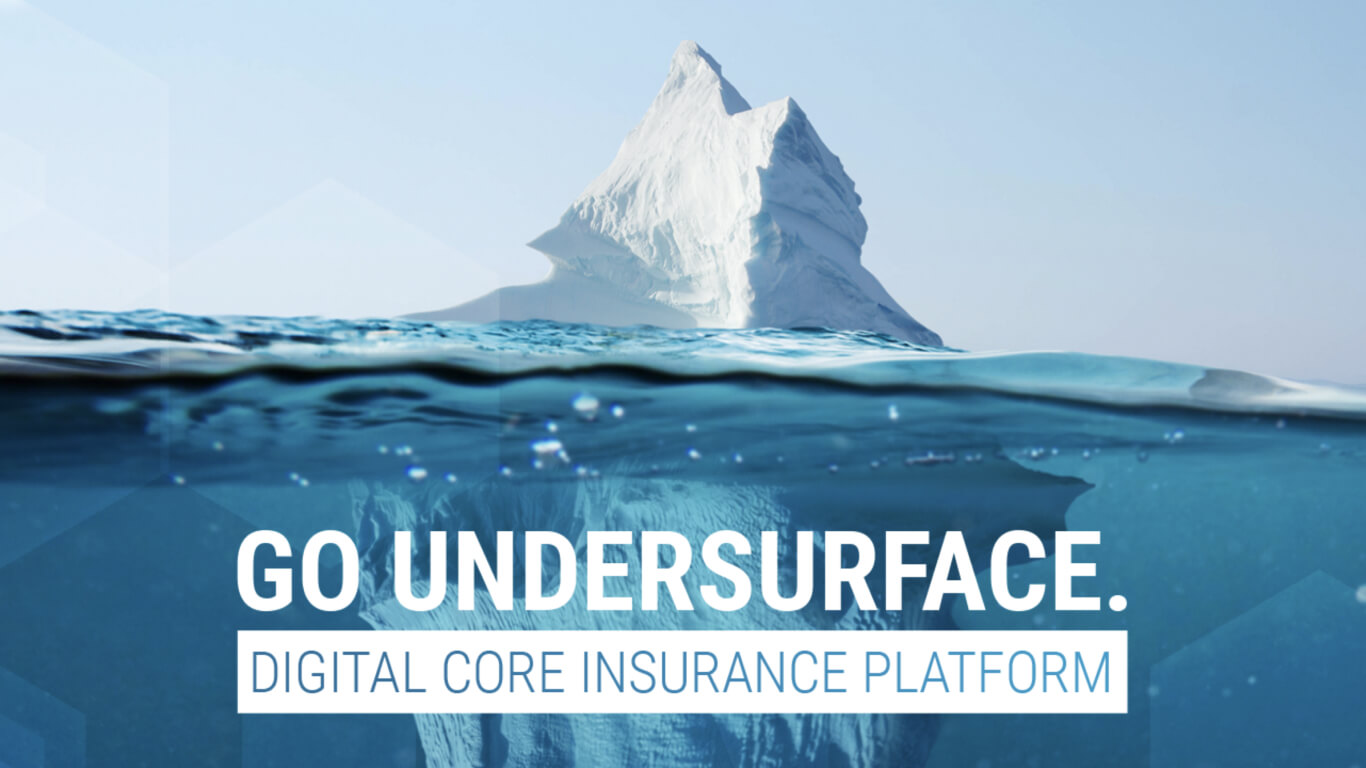 GO UNDERSURFACE.
DIGITAL CORE INSURANCE PLATFORM